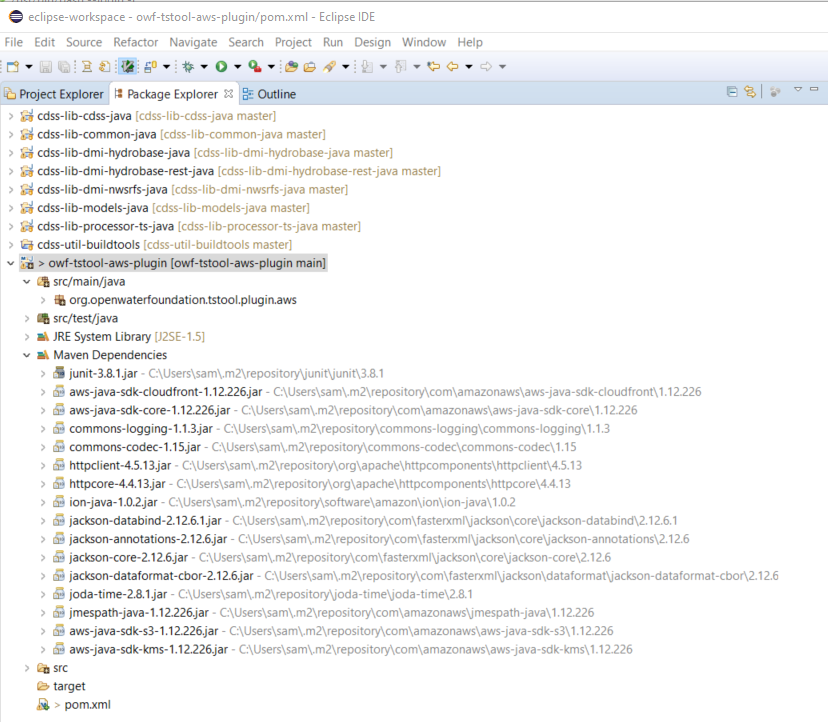 eclipse-workspace - owf-tstool-aws-plugin/pom.xml - Eclipse IDE
File Edit Source Refactor Navigate Search Project Run Design Window Help
Project Explorer Package Explorer Outline
cdss-lib-cdss-java [cdss-lib-cdss-java master]
cdss-lib-common-java [cdss-lib-common-java master]
cdss-lib-dmi-hydrobase-java [cdss-lib-dmi-hydrobase-java master]
cdss-lib-dmi-hydrobase-rest-java [cdss-lib-dmi-hydrobase-rest-java master]
cdss-lib-dmi-nwsrfs-java [cdss-lib-dmi-nwsrfs-java master]
cdss-lib-models-java [cdss-lib-models-java master]
cdss-lib-processor-ts-java [cdss-lib-processor-ts-java master]
cdss-util-buildtools [cdss-util-buildtools master]
> owf-tstool-aws-plugin [owf-tstool-aws-plugin main]
src/main/java
org.openwaterfoundation.tstool.plugin.aws
src/test/java
JRE System Library [J2SE-1.5]
Maven Dependencies
junit-3.8.1.jar - C:\Users\sam\.m2\repository\junit\junit\3.8.1
aws-java-sdk-cloudfront-1.12.226.jar - C:\Users\sam\.m2\repository\com\amazonaws\aws-java-sdk-cloudfront\1.12.226
aws-java-sdk-core-1.12.226.jar - C:\Users\sam\.m2\repository\com\amazonaws\aws-java-sdk-core\1.12.226
commons-logging-1.1.3.jar - C:\Users\sam\.m2\repository\commons-logging\commons-logging\1.1.3
commons-codec-1.15.jar - C:\Users\sam\.m2\repository\commons-codec\commons-codec\1.15
httpclient-4.5.13.jar - C:\Users\sam\.m2\repository\org\apache\httpcomponents\httpclient\4.5.13
httpcore-4.4.13.jar - C:\Users\sam\.m2\repository\org\apache\httpcomponents\httpcore\4.4.13
ion-java-1.0.2.jar - C:\Users\sam\.m2\repository\software\amazon\ion\ion-java\1.0.2
jackson-databind-2.12.6.1.jar - C:\Users\sam\.m2\repository\com\fasterxml\jackson\core\jackson-databind\2.12.6.1
jackson-annotations-2.12.6.jar - C:\Users\sam\.m2\repository\com\fasterxml\jackson\core\jackson-annotations\2.12.6
jackson-core-2.12.6.jar - C:\Users\sam\.m2\repository\com\fasterxml\jackson\core\jackson-core\2.12.6
jackson-dataformat-cbor-2.12.6.jar - C:\Users\sam\.m2\repository\com\fasterxml\jackson\dataformat\jackson-dataformat-cbor\2.12.6
joda-time-2.8.1.jar - C:\Users\sam\.m2\repository\joda-time\joda-time\2.8.1
jmespath-java-1.12.226.jar - C:\Users\sam\.m2\repository\com\amazonaws\jmespath-java\1.12.226
aws-java-sdk-s3-1.12.226.jar - C:\Users\sam\.m2\repository\com\amazonaws\aws-java-sdk-s3\1.12.226
aws-java-sdk-kms-1.12.226.jar - C:\Users\sam\.m2\repository\com\amazonaws\aws-java-sdk-kms\1.12.226
src
target
> pom.xml